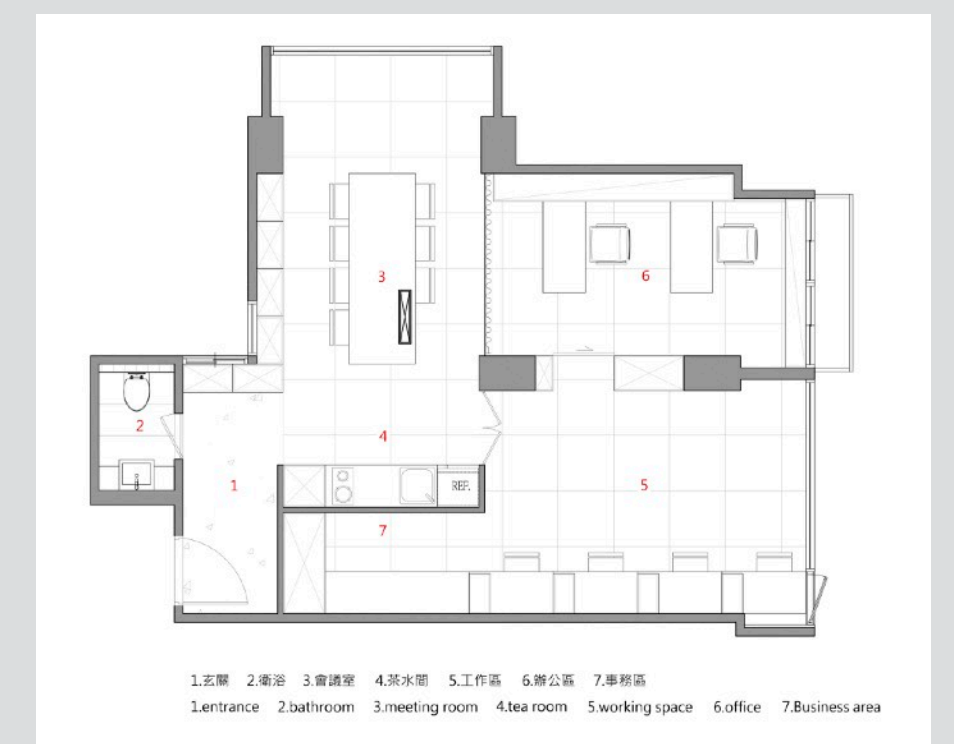 3
6
2
4
1
REF.
5
7
1.玄關 2.衛浴 3.會議室 4.茶水間 5.工作區 6.辦公區 7.事務區
1.entrance 2.bathroom 3.meeting room 4.tea room 5.working space 6.office 7.Business area